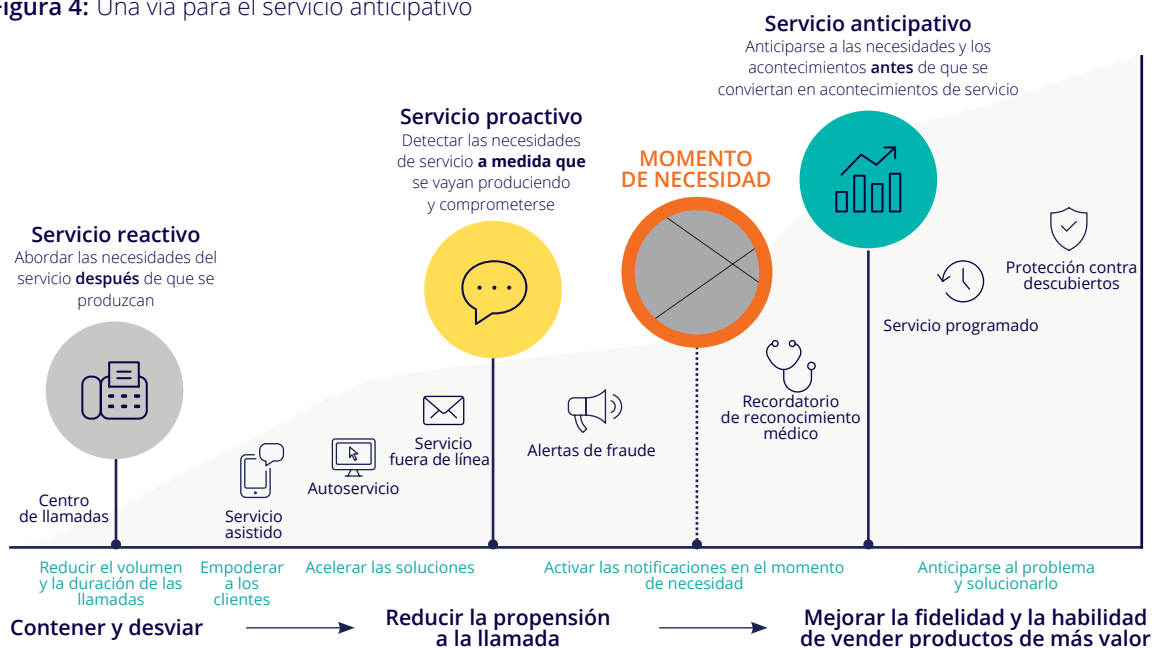 Figura 4: Una vía para el servicio anticipativo
Servicio anticipativo
Anticiparse a las necesidades y los
acontecimientos antes de que se
conviertan en acontecimientos de servicio
Servicio proactivo
Detectar las necesidades
de servicio a medida que
se vayan produciendo
y comprometerse
MOMENTO
DE NECESIDAD
Servicio reactivo
Abordar las necesidades del
servicio después de que se
produzcan
Protección contra
descubiertos
Servicio programado
Recordatorio
de reconocimiento
médico
Alertas de fraude
Servicio
fuera de línea
Autoservicio
Servicio
asistido
Centro
de llamadas
Reducir el volumen
y la duración de las
llamadas
Empoderar
a los
clientes
Acelerar las soluciones
Activar las notificaciones en el momento
de necesidad
Anticiparse al problema
y solucionarlo
Contener y desviar
Reducir la propensión
a la llamada
Mejorar la fidelidad y la habilidad
de vender productos de más valor